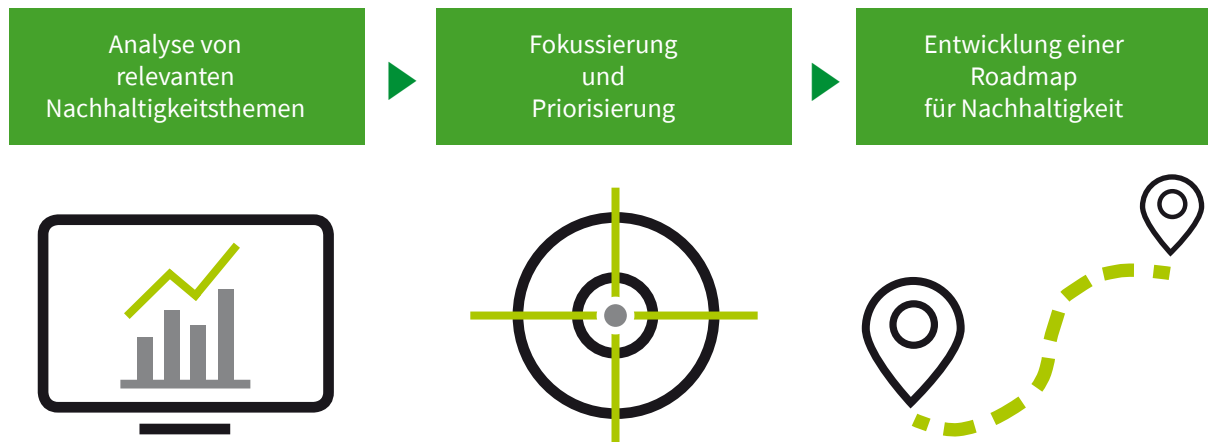 Analyse von
relevanten
Nachhaltigkeitsthemen
Fokussierung
und
Priorisierung
Entwicklung einer
Roadmap
für Nachhaltigkeit